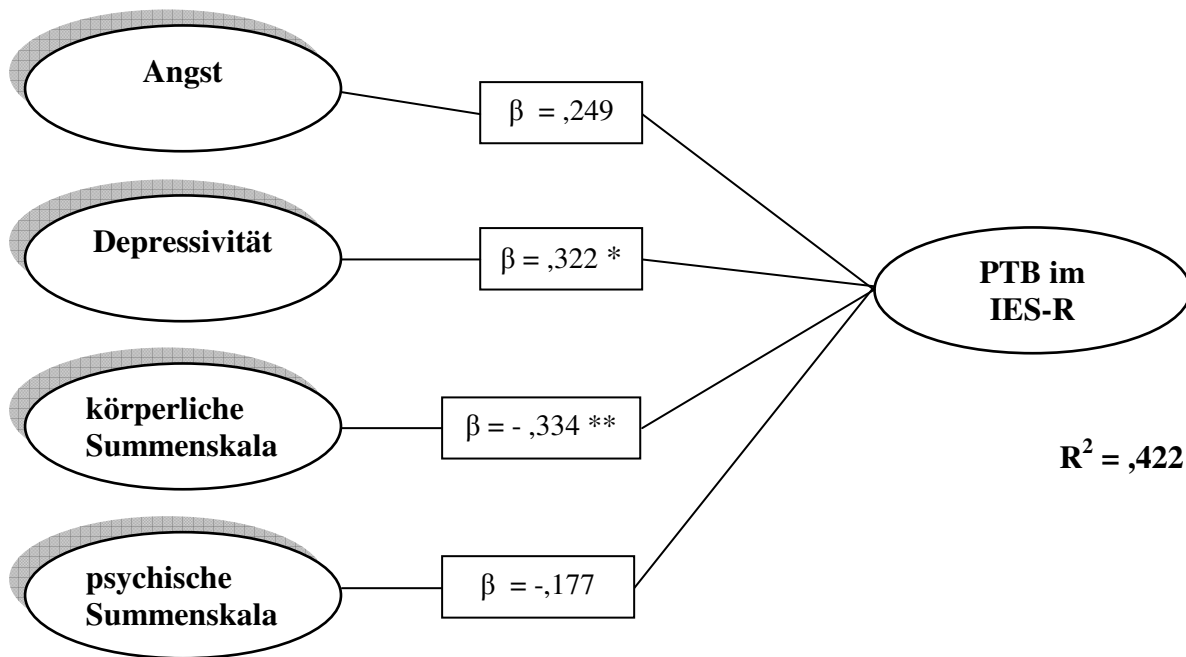 Angst
β = ,249
Depressivität
β = ,322 *
PTB im
IES-R
körperliche
Summenskala
β = - ,334 **
R² = ,422
psychische
Summenskala
β = -,177